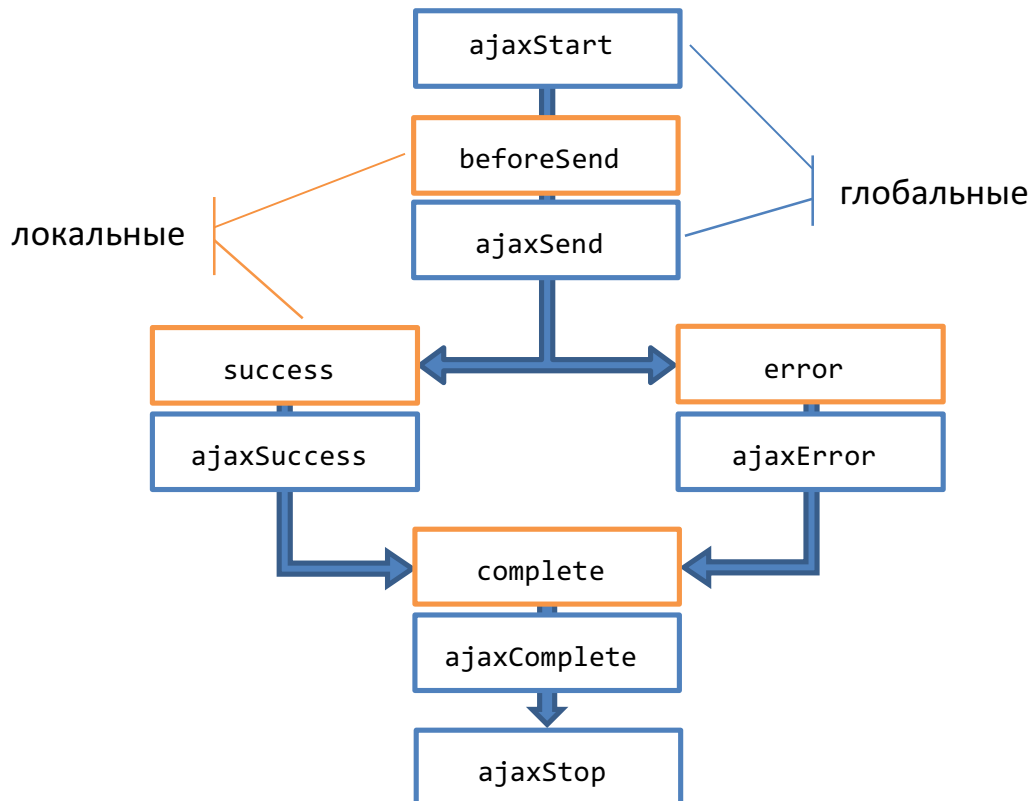 ajaxStart
beforeSend
глобальные
локальные
ajaxSend
success
error
ajaxSuccess
ajaxError
complete
ajaxComplete
ajaxStop